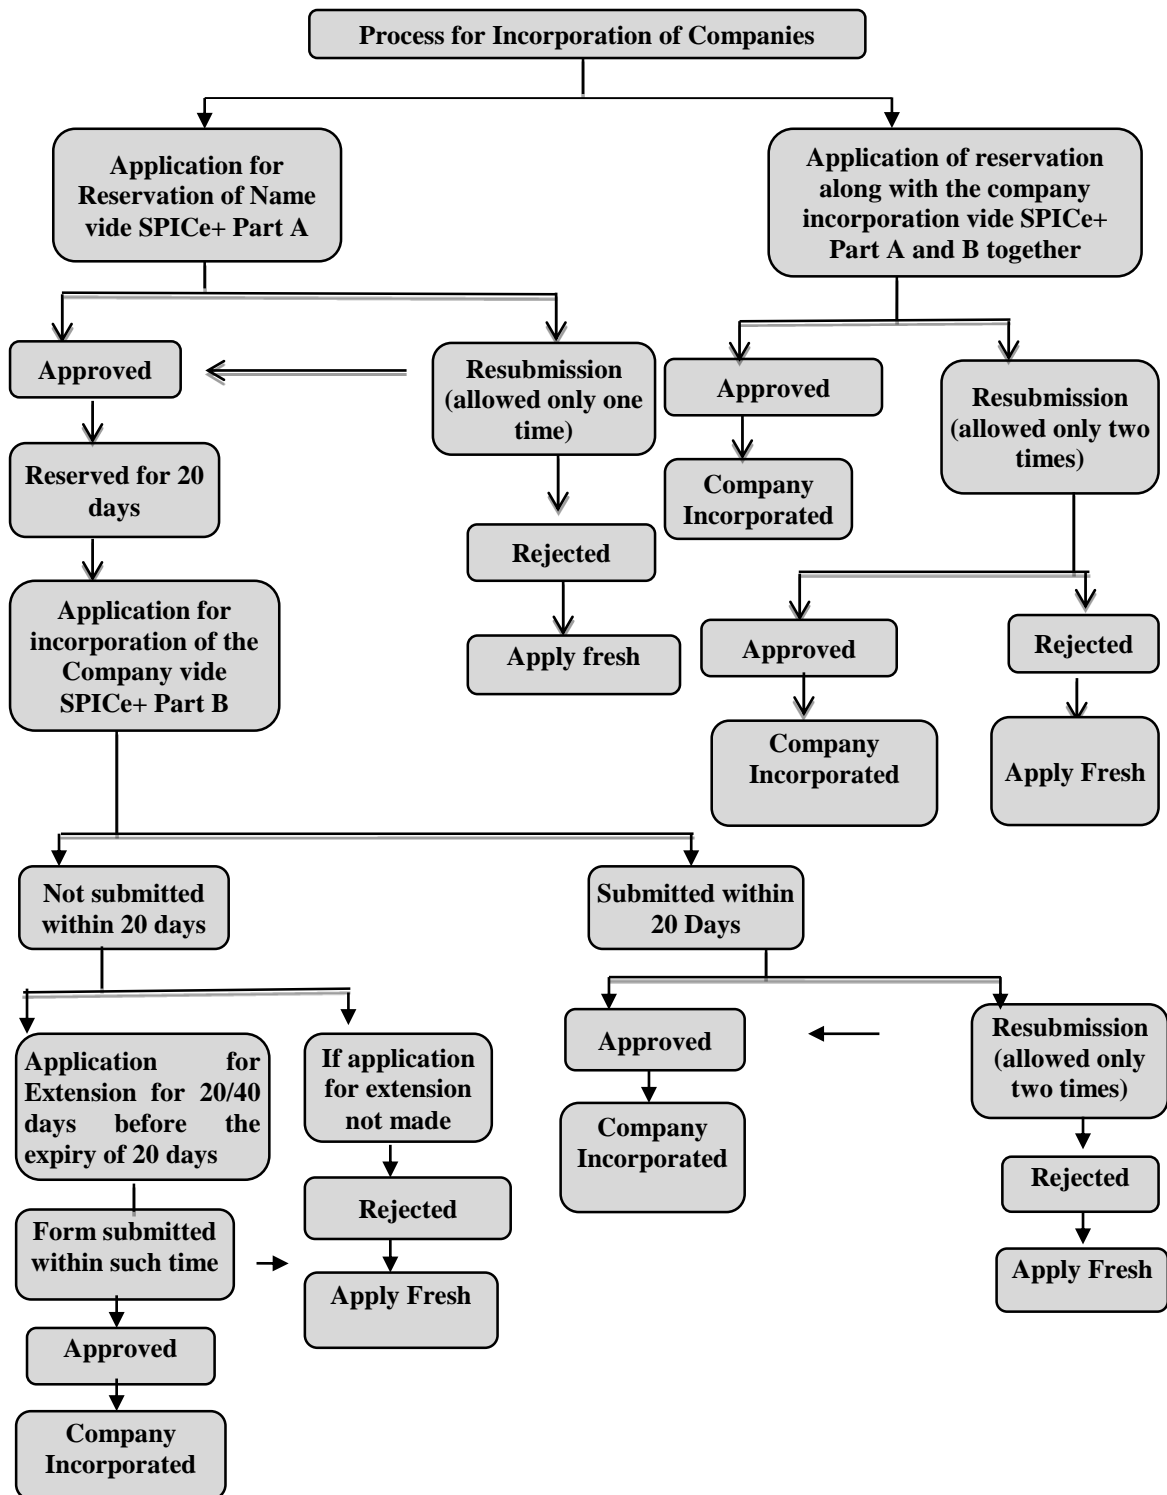 Process for Incorporation of Companies
Application for
Reservation of Name
vide SPICe+ Part A
Application of reservation
along with the company
incorporation vide SPICe+
Part A and B together
Approved
Resubmission
(allowed only one
time)
Approved
Resubmission
(allowed only two
times)
Reserved for 20
days
Company
Incorporated
Rejected
Application for
incorporation of the
Company vide
SPICe+ Part B
Apply fresh
Approved
Rejected
Company
Incorporated
Apply Fresh
Not submitted
within 20 days
Submitted within
20 Days
Application for
Extension for 20/40
days before the
expiry of 20 days
If application
for extension
not made
Approved
Resubmission
(allowed only
two times)
Company
Incorporated
Rejected
Rejected
Form submitted
within such time
Apply Fresh
Apply Fresh
Approved
Company
Incorporated